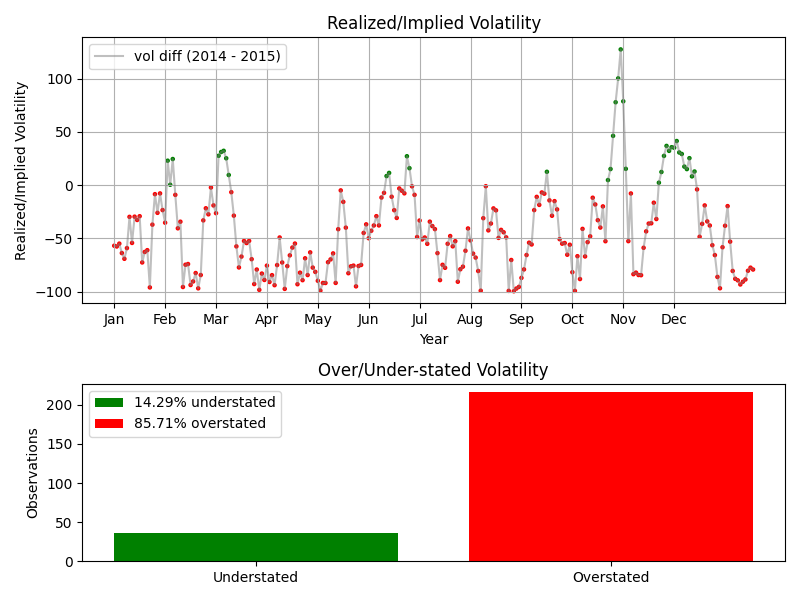 Realized/Implied Volatility
vol diff (2014 - 2015)
Realized/Implied Volatility
100
50
0
−50
−100
Jan Feb Mar Apr May Jun Jul Aug Sep Oct Nov Dec
Year
Over/Under-stated Volatility
14.29% understated
85.71% overstated
Observations
200
150
100
50
0
Understated Overstated